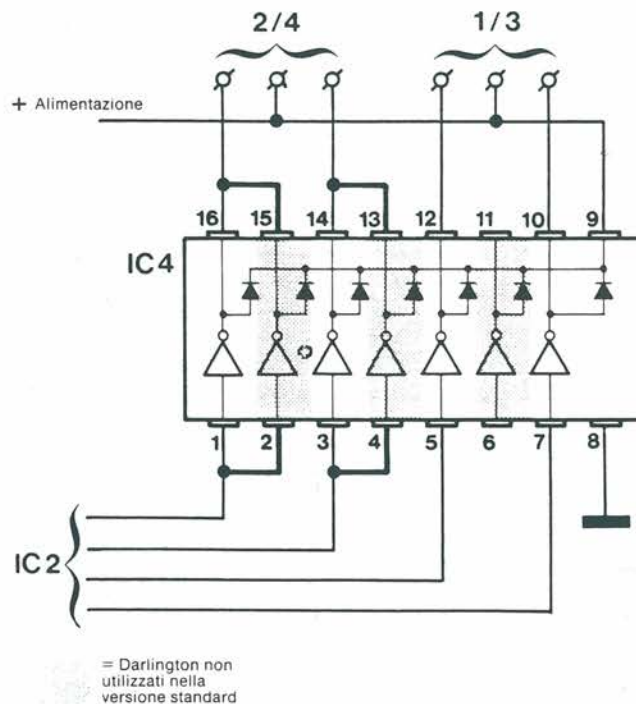 2/4 1/3
+ Alimentazione
16 15 14 13 12 11 10 9
IC4
1 2 3 4 5 6 7 8
IC2
= Darlington non
utilizzati nella
versione standard